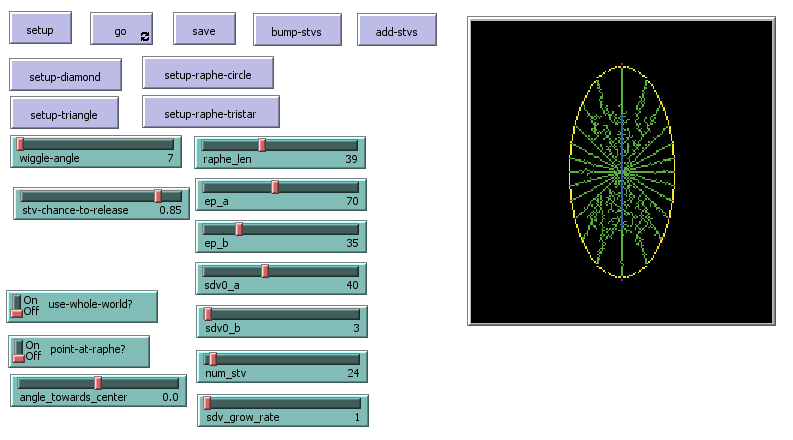 setup
go
save
bump-stvs
add-stvs
setup-diamond
setup-raphe-circle
setup-triangle
setup-raphe-tristar
wiggle-angle 7
raphe_len 39
stv-chance-to-release 0.85
ep_a 70
ep_b 35
sdv0_a 40
On
Off
use-whole-world?
sdv0_b 3
On
Off
point-at-raphe?
num_stv 24
angle_towards_center 0.0
sdv_grow_rate 1